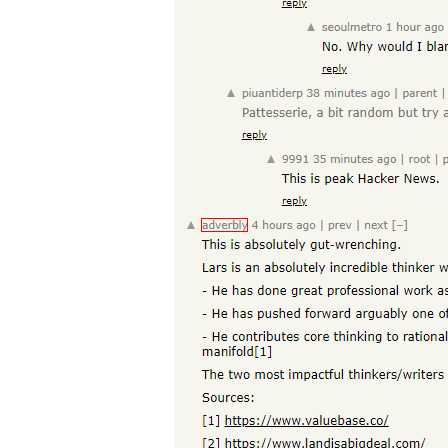 reply
▲ seoulmetro 1 hour ago
No. Why would I
reply
▲ piuantiderp 38 minutes ago | parent |
Pattesserie, a bit random but try
reply
▲ 9991 35 minutes ago | root |
This is peak Hacker News.
reply
▲ adverbly 4 hours ago | prev | next [–]
This is absolutely gut-wrenching.
Lars is an absolutely incredible thinker
- He has done great professional work as
- He has pushed forward arguably one of
- He contributes core thinking to
manifold[1]
The two most impactful thinkers/writers
Sources:
[1] https://www.valuebase.co/
[2] https://www.landisabigdeal.com/